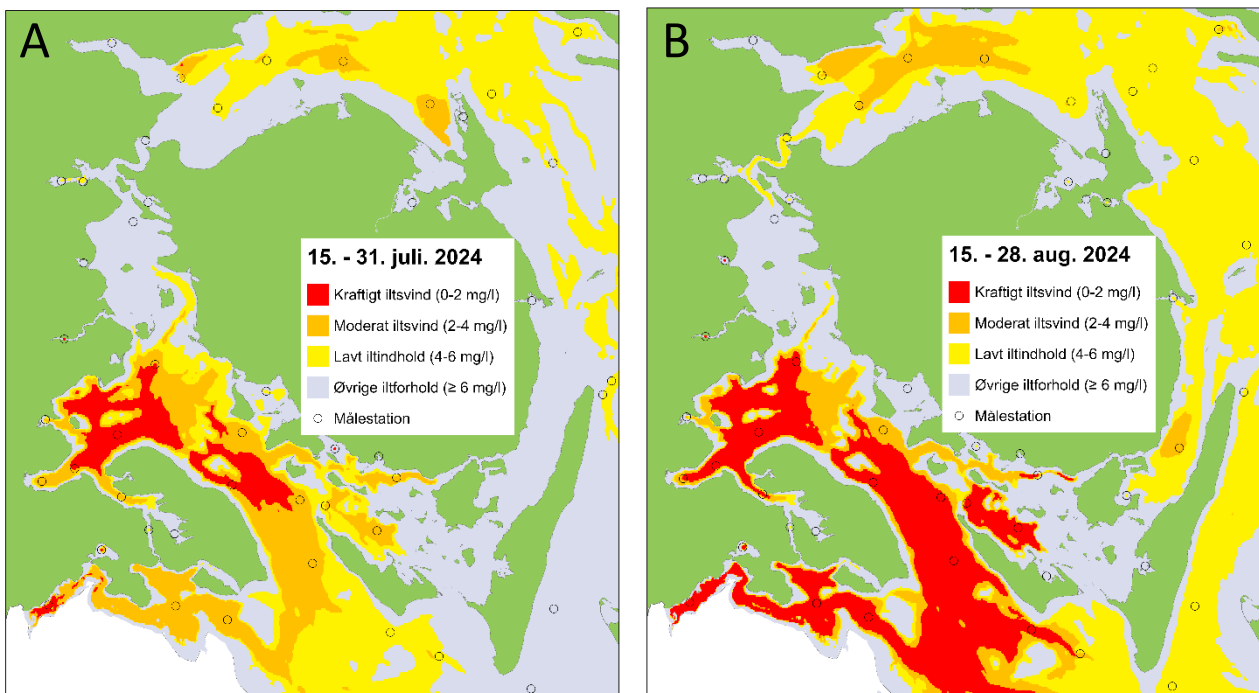 A
15. - 31. juli. 2024
Kraftigt iltsvind (0-2 mg/l)
Moderat iltsvind (2-4 mg/l)
Lavt iltindhold (4-6 mg/l)
Øvrige iltforhold (≥ 6 mg/l)
Målestation
B
15. - 28. aug. 2024
Kraftigt iltsvind (0-2 mg/l)
Moderat iltsvind (2-4 mg/l)
Lavt iltindhold (4-6 mg/l)
Øvrige iltforhold (≥ 6 mg/l)
Målestation